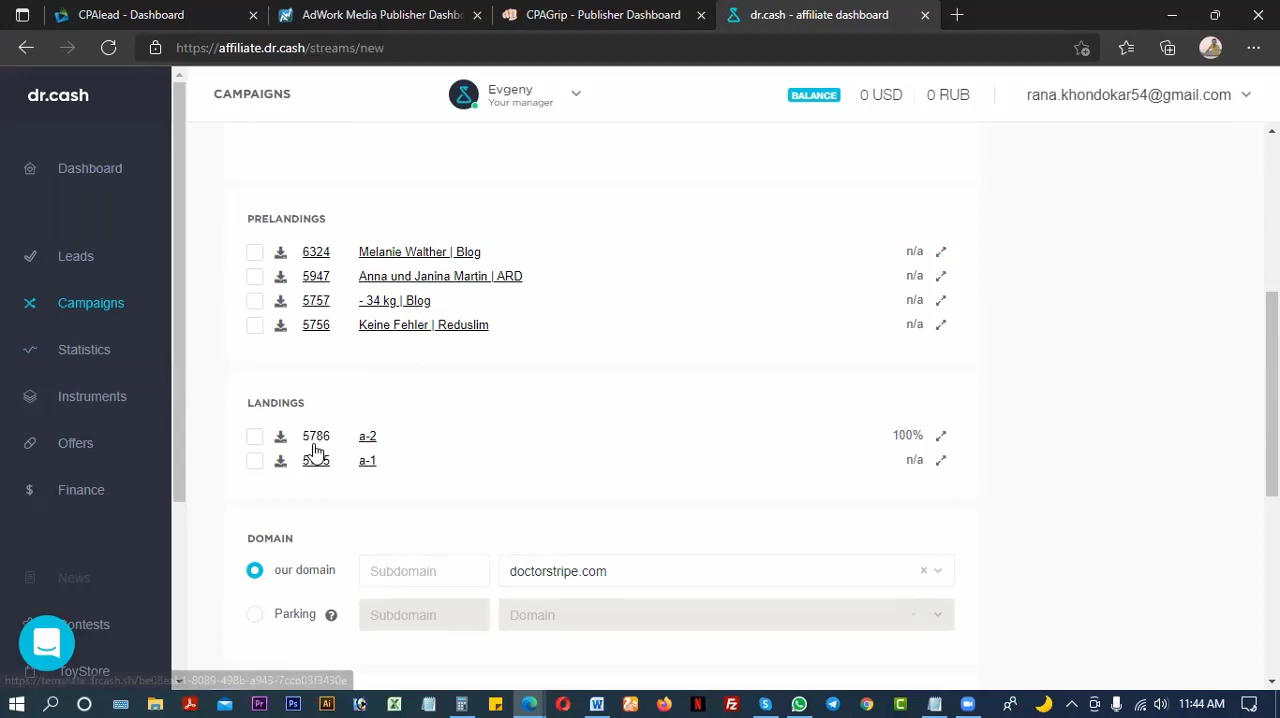 CPAlead - Dashboard
AdWork Media Publisher Dashb
CPAGrip - Publisher Dashboard
dr.cash - affiliate dashboard
https://affiliate.dr.cash/streams/new
dr.cash
CAMPAIGNS
Evgeny
Your manager
BALANCE 0 USD 0 RUB
rana.khondokar54@gmail.com
Dashboard
Leads
Campaigns
Statistics
Instruments
Offers
$ Finance
News
ontests
ToyStore
PRELANDINGS
6324 Melanie Walther | Blog n/a
5947 Anna und Janina Martin | ARD n/a
5757 - 34 kg | Blog n/a
5756 Keine Fehler | Reduslim n/a
LANDINGS
5786 a-2 100%
a-1 n/a
DOMAIN
our domain Subdomain doctorstripe.com ×
Parking ? Subdomain Domain
11:44 AM